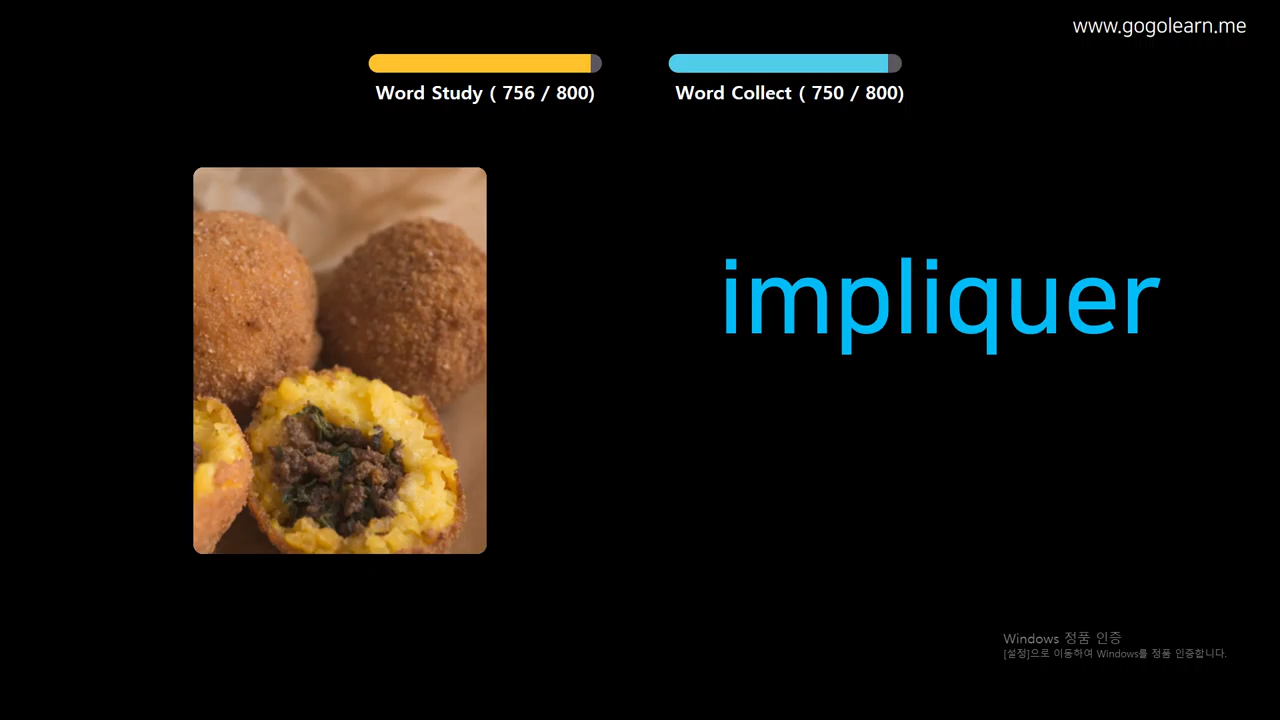 www.gogolearn.me
Word Study ( 756 / 800)
Word Collect ( 750 / 800)
impliquer
Windows 정품 인증
[설정]으로 이동하여 Windows를 정품 인증합니다.